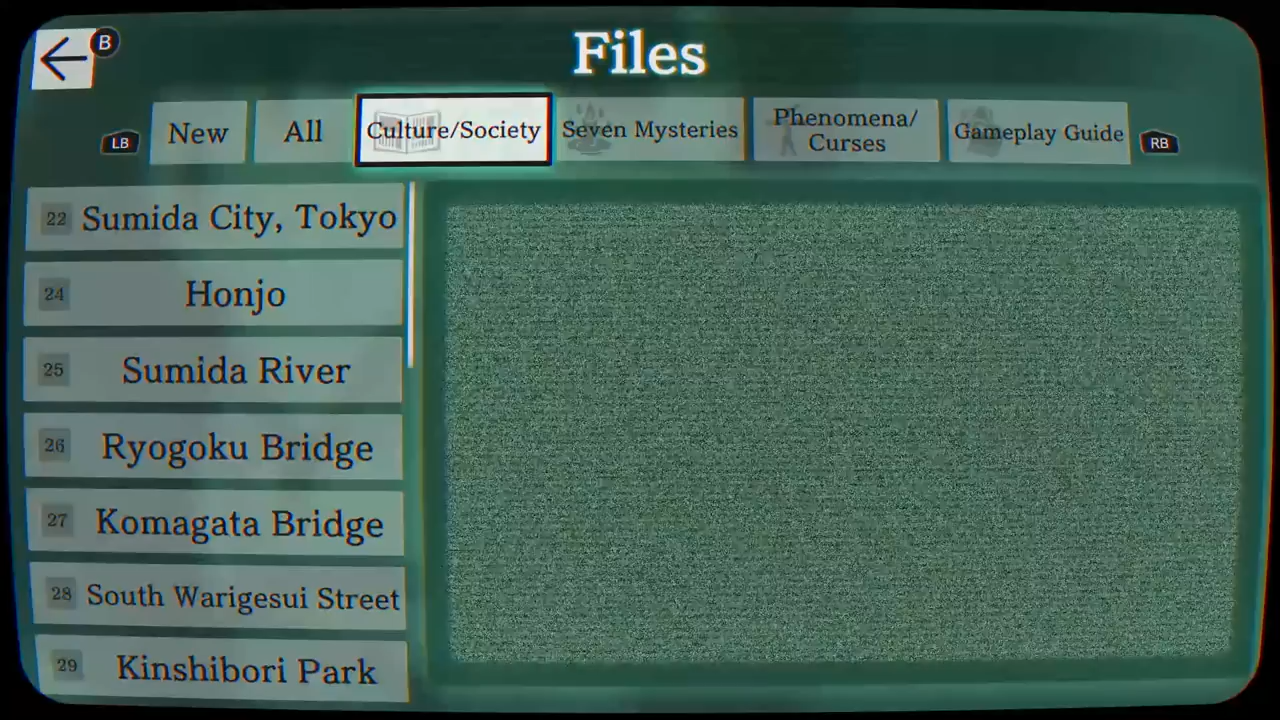 B
Files
LB
New
All
Culture/Society
Seven Mysteries
Phenomena/
Curses
Gameplay Guide
RB
22 Sumida City, Tokyo
24 Honjo
25 Sumida River
26 Ryogoku Bridge
27 Komagata Bridge
28 South Warigesui Street
29 Kinshibori Park